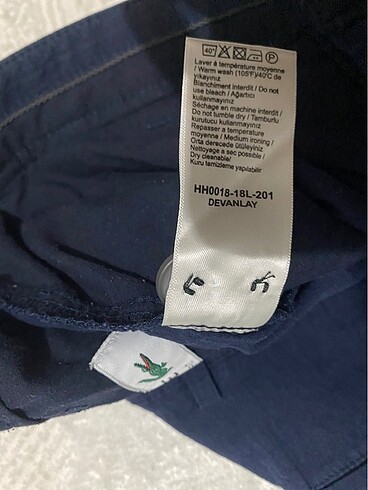 40°
P
Laver à température moyenne
/ Warm wash (105°F)/40°C de
yıkayınız
Blanchiment interdit / Do not
use bleach / Ağartıcı
kullanmayınız
Séchage en machine interdit /
Do not tumble dry / Tamburlu
kurutucu kullanmayınız
Repasser a temperature
moyenne / Medium ironing /
Orta derecede ütüleyiniz
Nettoyage a sec possible /
Dry cleanable/
Kuru temizleme yapılabilir
HH0018-18L-201
DEVANLAY